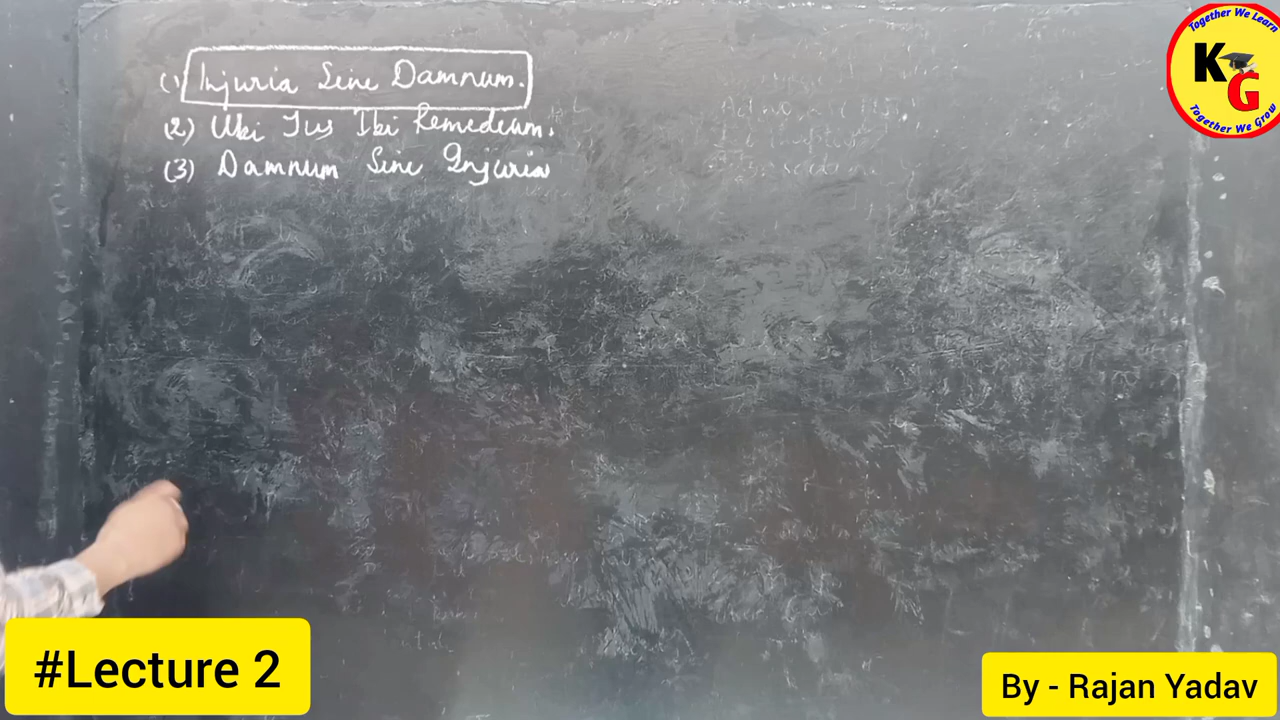 (1) Injuria Sine Damnum.
(2) Ubi Jus Ibi Remedium.
(3) Damnum Sine Injuria
Together We Learn
KG
Together We Grow
#Lecture 2
By - Rajan Yadav